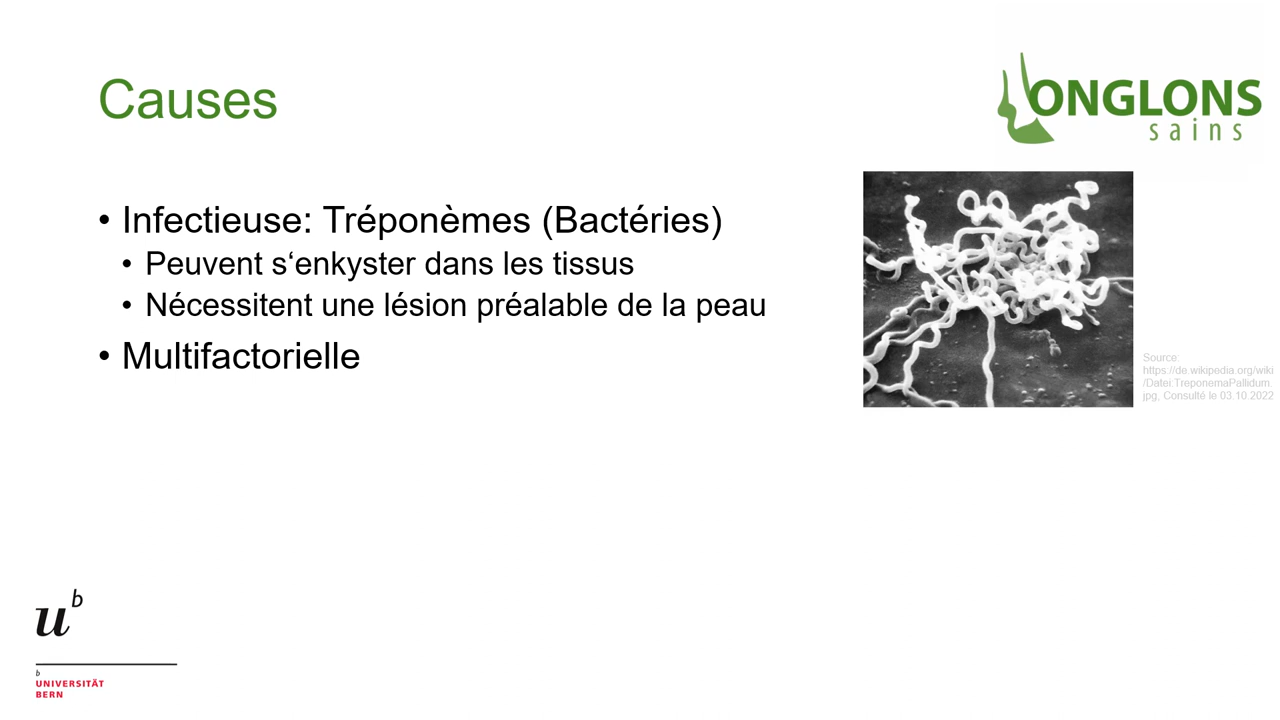 Causes
ONGLONS
sains
• Infectieuse: Tréponèmes (Bactéries)
• Peuvent s‘enkyster dans les tissus
• Nécessitent une lésion préalable de la peau
• Multifactorielle
Source:
https://de.wikipedia.org/wiki
/Datei:TreponemaPallidum.
jpg, Consulté le 03.10.2022
u b
b
UNIVERSITÄT
BERN